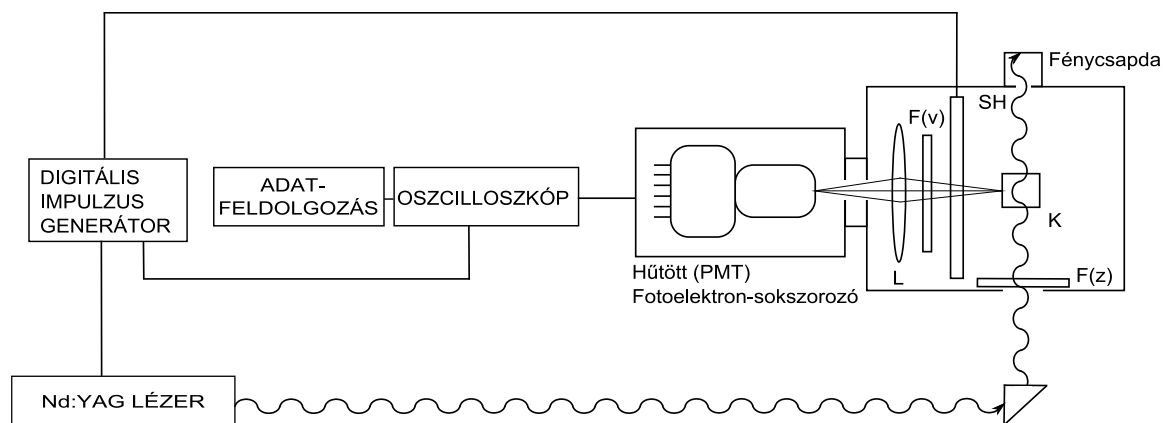 Fénycsapda
SH
F(v)
DIGITÁLIS
IMPULZUS
GENERÁTOR
ADAT-
FELDOLGOZÁS
OSZCILLOSZKÓP
K
F(z)
L
Hűtött (PMT)
Fotoelektron-sokszorozó
Nd:YAG LÉZER